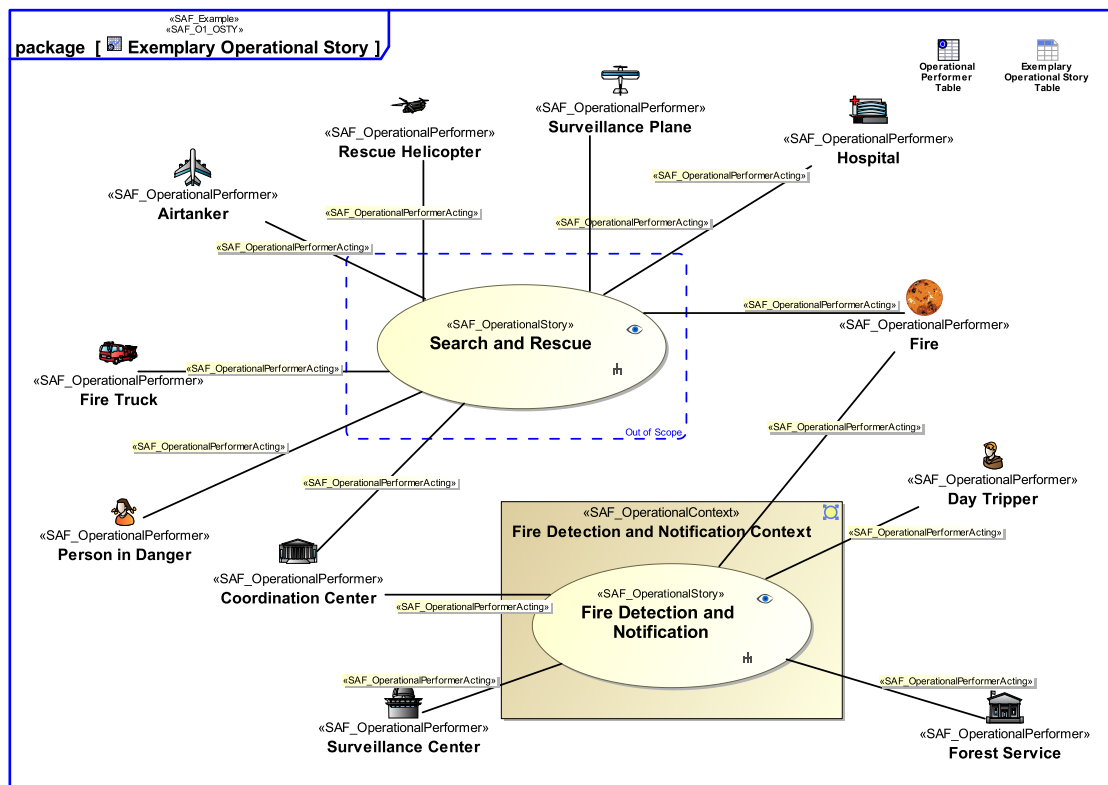 «SAF_Example»
«SAF_O1_OSTY»
package [ Exemplary Operational Story ]
Operational
Performer
Table
Exemplary
Operational Story
Table
«SAF_OperationalPerformer»
Surveillance Plane
«SAF_OperationalPerformer»
Rescue Helicopter
«SAF_OperationalPerformer»
Hospital
«SAF_OperationalPerformerActing»
«SAF_OperationalPerformer»
Airtanker
«SAF_OperationalPerformerActing»
«SAF_OperationalPerformerActing»
«SAF_OperationalPerformerActing»
«SAF_OperationalPerformerActing»
«SAF_OperationalPerformer»
Fire
«SAF_OperationalStory»
Search and Rescue
«SAF_OperationalPerformerActing»
«SAF_OperationalPerformer»
Fire Truck
Out of Scope
«SAF_OperationalPerformerActing»
«SAF_OperationalPerformerActing»
«SAF_OperationalPerformerActing»
«SAF_OperationalPerformer»
Day Tripper
«SAF_OperationalContext»
Fire Detection and Notification Context
«SAF_OperationalPerformerActing»
«SAF_OperationalPerformer»
Person in Danger
«SAF_OperationalPerformer»
Coordination Center
«SAF_OperationalPerformerActing»
«SAF_OperationalStory»
Fire Detection and
Notification
«SAF_OperationalPerformerActing»
«SAF_OperationalPerformerActing»
«SAF_OperationalPerformer»
Surveillance Center
«SAF_OperationalPerformer»
Forest Service